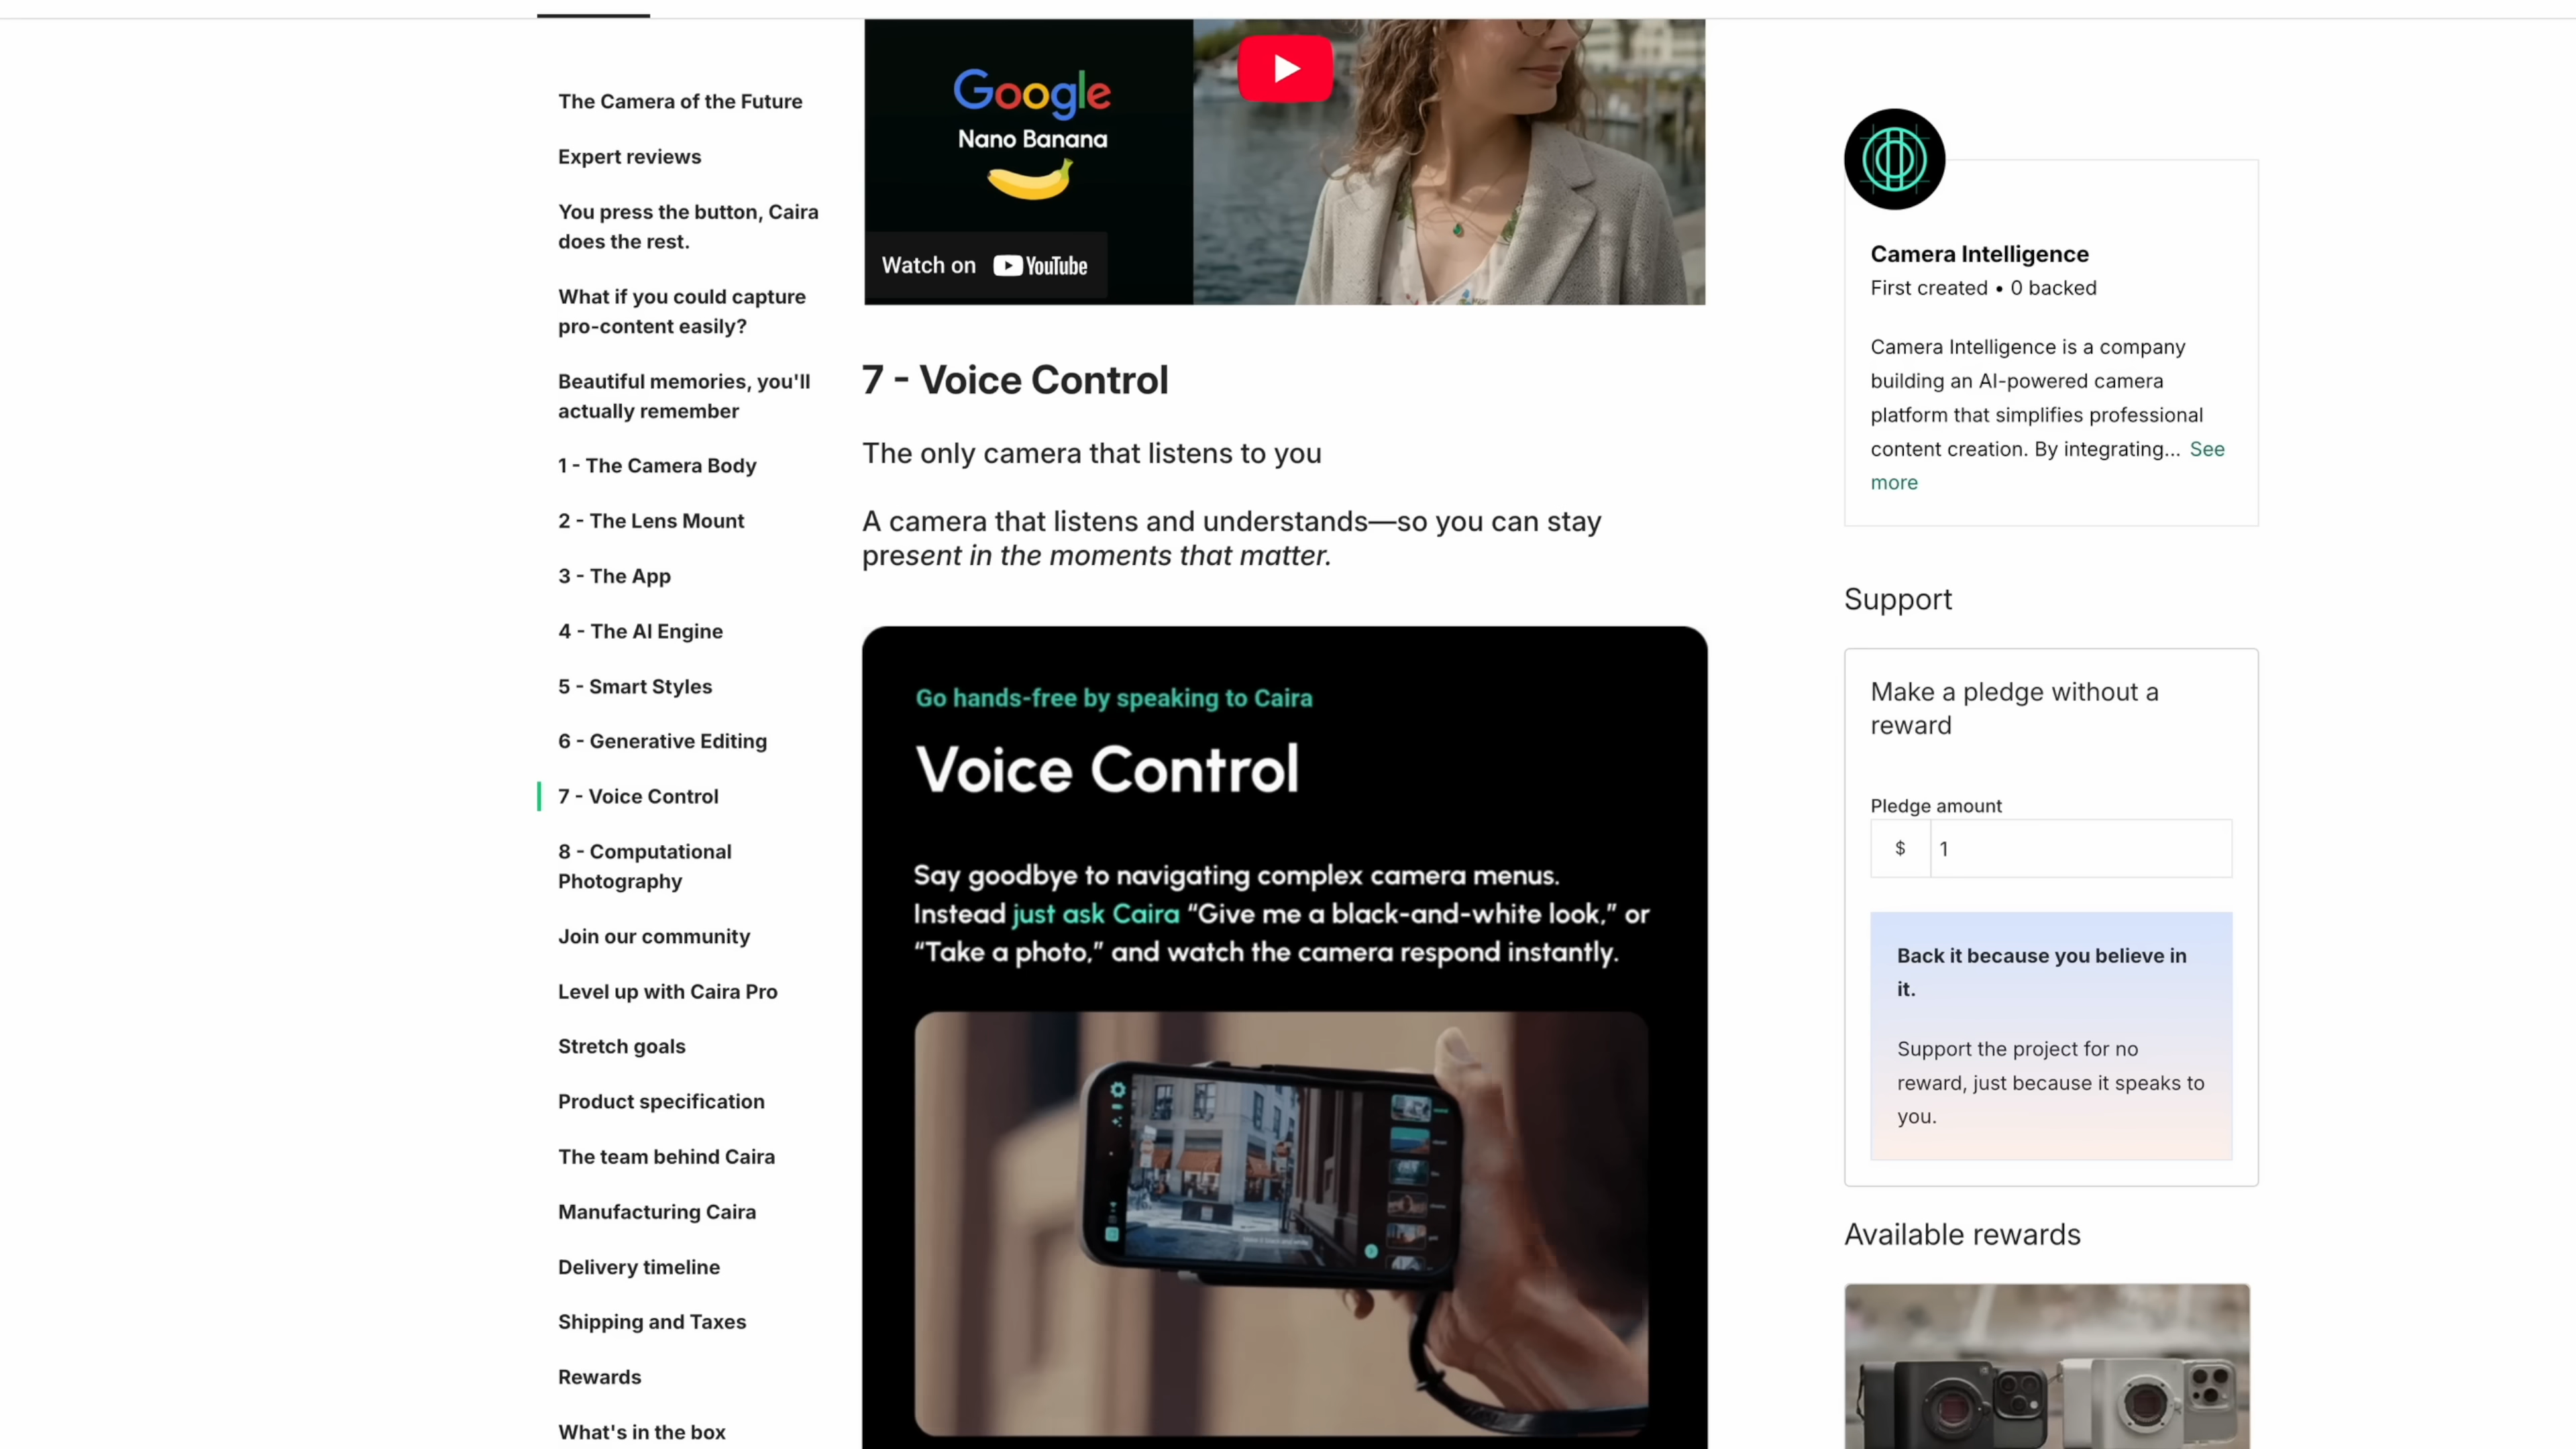 The Camera of the Future
Expert reviews
You press the button, Caira
does the rest.
What if you could capture
pro-content easily?
Beautiful memories, you'll
actually remember
1 - The Camera Body
2 - The Lens Mount
3 - The App
4 - The AI Engine
5 - Smart Styles
6 - Generative Editing
7 - Voice Control
8 - Computational
Photography
Join our community
Level up with Caira Pro
Stretch goals
Product specification
The team behind Caira
Manufacturing Caira
Delivery timeline
Shipping and Taxes
Rewards
What's in the box
Google
Nano Banana
Watch on YouTube
7 - Voice Control
The only camera that listens to you
A camera that listens and understands—so you can stay
present in the moments that matter.
Go hands-free by speaking to Caira
Voice Control
Say goodbye to navigating complex camera menus.
Instead just ask Caira “Give me a black-and-white look,” or
“Take a photo,” and watch the camera respond instantly.
Camera Intelligence
First created • 0 backed
Camera Intelligence is a company
building an AI-powered camera
platform that simplifies professional
content creation. By integrating... See
more
Support
Make a pledge without a
reward
Pledge amount
$ 1
Back it because you believe in
it.
Support the project for no
reward, just because it speaks to
you.
Available rewards